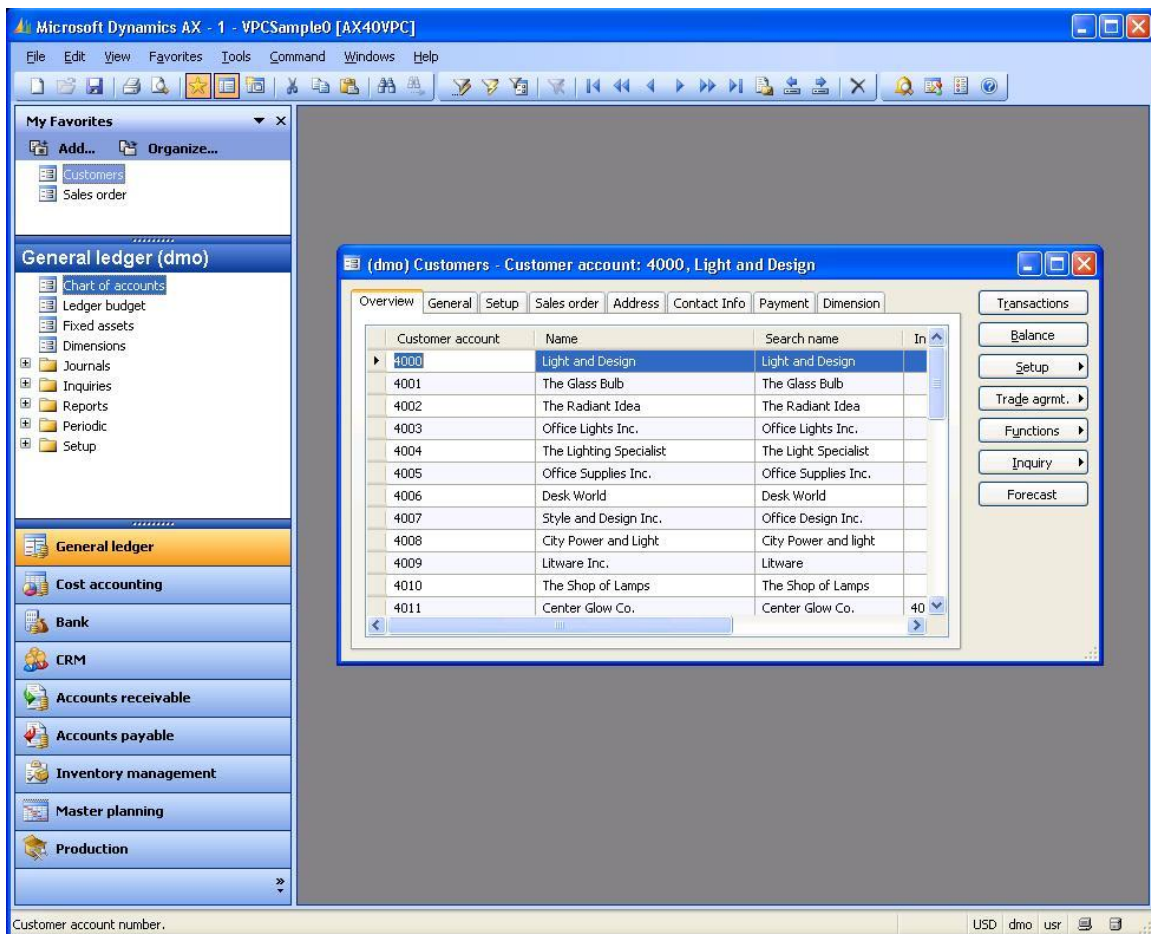 Microsoft Dynamics AX - 1 - VPCSample0 [AX40VPC]
File Edit View Favorites Tools Command Windows Help
My Favorites
Add... Organize...
Customers
Sales order
General ledger (dmo)
Chart of accounts
Ledger budget
Fixed assets
Dimensions
Journals
Inquiries
Reports
Periodic
Setup
General ledger
Cost accounting
Bank
CRM
Accounts receivable
Accounts payable
Inventory management
Master planning
Production
(dmo) Customers - Customer account: 4000, Light and Design
Overview General Setup Sales order Address Contact Info Payment Dimension
Customer account Name Search name In
4000 Light and Design Light and Design
4001 The Glass Bulb The Glass Bulb
4002 The Radiant Idea The Radiant Idea
4003 Office Lights Inc. Office Lights Inc.
4004 The Lighting Specialist The Light Specialist
4005 Office Supplies Inc. Office Supplies Inc.
4006 Desk World Desk World
4007 Style and Design Inc. Office Design Inc.
4008 City Power and Light City Power and light
4009 Litware Inc. Litware
4010 The Shop of Lamps The Shop of Lamps
4011 Center Glow Co. Center Glow Co. 40
Transactions
Balance
Setup
Trade agrmt.
Functions
Inquiry
Forecast
Customer account number. USD dmo usr